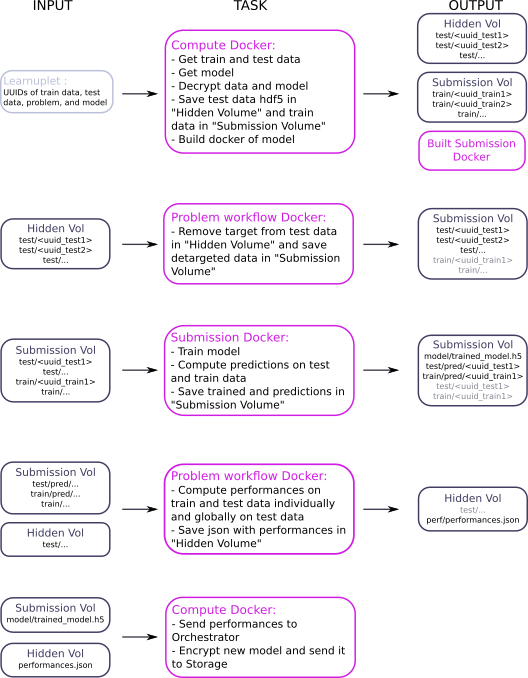 INPUT
TASK
OUTPUT
Learnuplet :
UUIDs of train data, test
data, problem, and model
Compute Docker:
- Get train and test data
- Get model
- Decrypt data and model
- Save test data hdf5 in
"Hidden Volume" and train
data in "Submission Volume"
- Build docker of model
Hidden Vol
test/<uuid_test1>
test/<uuid_test2>
test/...
Submission Vol
train/<uuid_train1>
train/<uuid_train2>
train/...
Built Submission
Docker
Hidden Vol
test/<uuid_test1>
test/<uuid_test2>
test/...
Problem workflow Docker:
- Remove target from test data
in "Hidden Volume" and save
detargeted data in "Submission
Volume"
Submission Vol
test/<uuid_test1>
test/<uuid_test2>
test/...
train/<uuid_train1>
train/...
Submission Vol
test/<uuid_test1>
test/...
train/<uuid_train1>
train/...
Submission Docker:
- Train model
- Compute predictions on test
and train data
- Save trained and predictions in
"Submission Volume"
Submission Vol
model/trained_model.h5
test/pred/<uuid_test1>
train/pred/<uuid_train1>
test/<uuid_test1>
train/<uuid_train1>
Submission Vol
test/pred/...
train/pred/...
train/...
Hidden Vol
test/...
Problem workflow Docker:
- Compute performances on
train and test data individually
and globally on test data
- Save json with performances in
"Hidden Volume"
Hidden Vol
test/...
perf/performances.json
Submission Vol
model/trained_model.h5
Hidden Vol
performances.json
Compute Docker:
- Send performances to
Orchestrator
- Encrypt new model and send it
to Storage